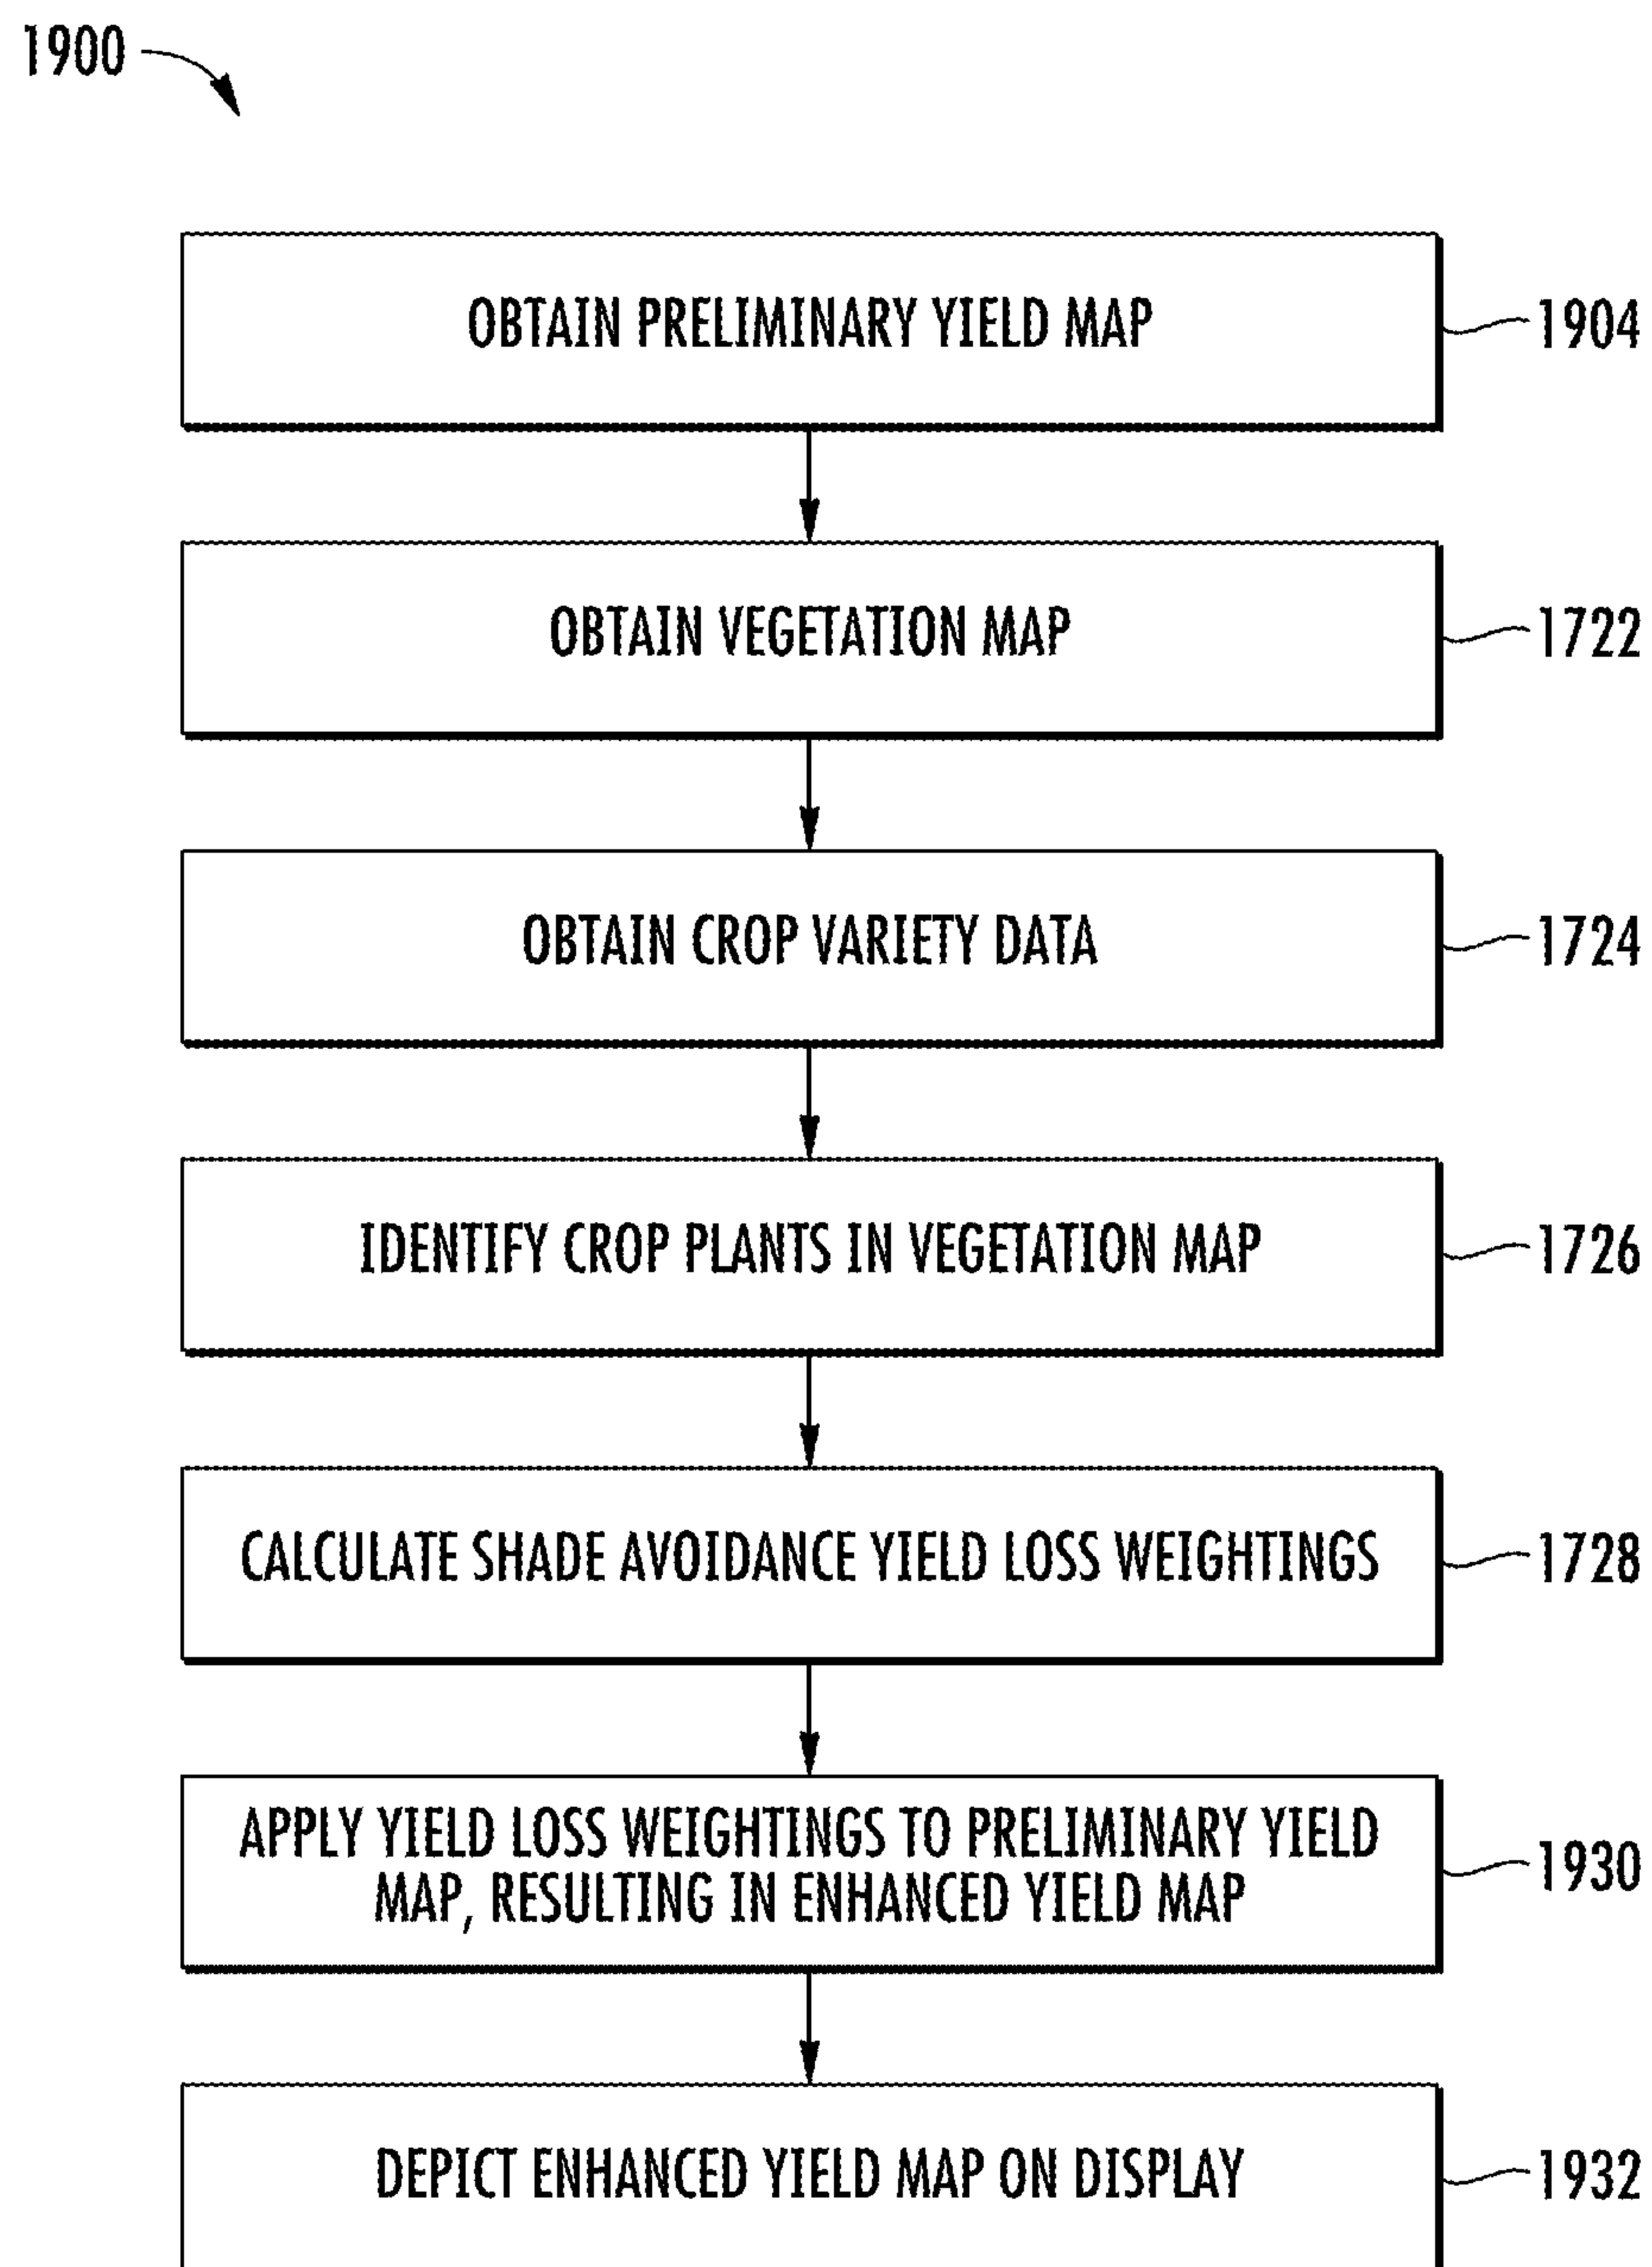 1900
OBTAIN PRELIMINARY YIELD MAP
1904
OBTAIN VEGETATION MAP
1722
OBTAIN CROP VARIETY DATA
1724
IDENTIFY CROP PLANTS IN VEGETATION MAP
1726
CALCULATE SHADE AVOIDANCE YIELD LOSS WEIGHTINGS
1728
APPLY YIELD LOSS WEIGHTINGS TO PRELIMINARY YIELD
MAP, RESULTING IN ENHANCED YIELD MAP
1930
DEPICT ENHANCED YIELD MAP ON DISPLAY
1932